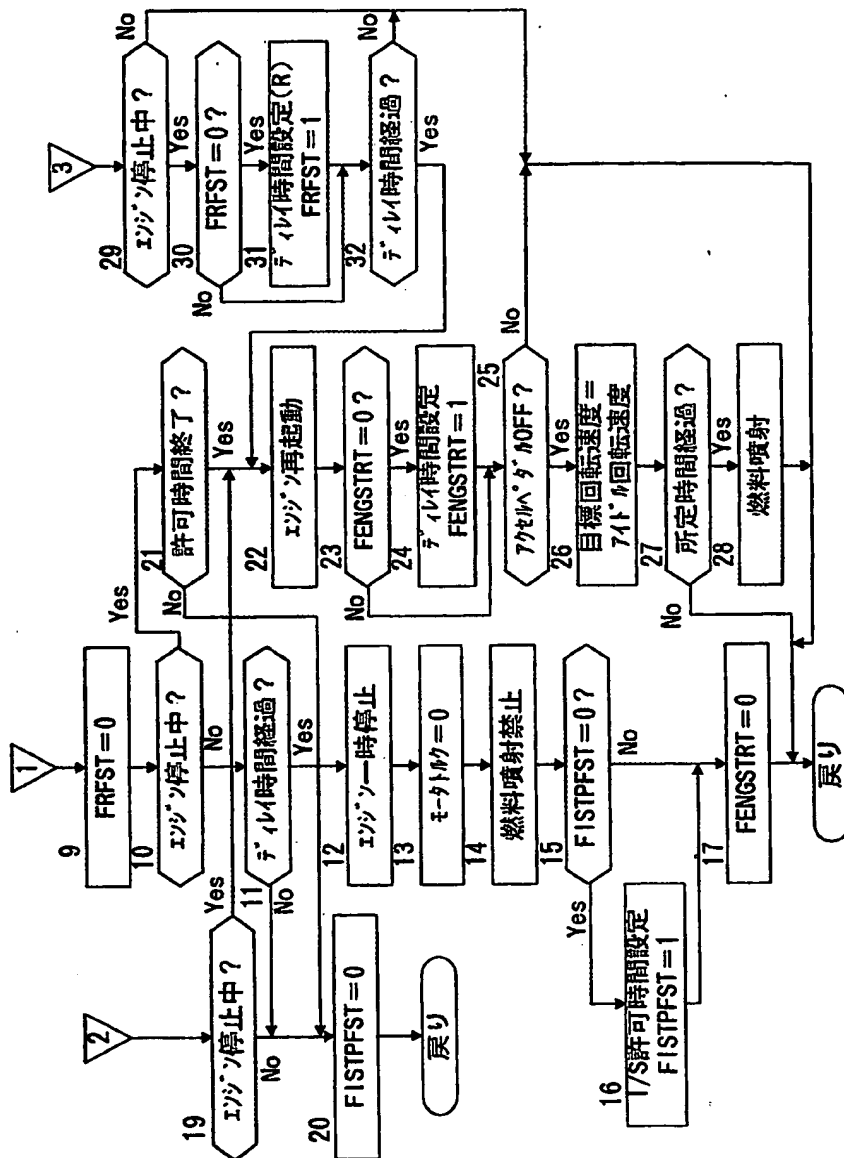 1
9
FRFST=0
10
エンジン停止中?
Yes
No
11
ディレイ時間経過?
No
Yes
12
エンジン一時停止
13
モータトルク=0
14
燃料噴射禁止
15
FISTPFST=0?
Yes
No
16
I/S許可時間設定
FISTPFST=1
17
FENGSTRT=0
戻り
2
19
エンジン停止中?
Yes
No
20
FISTPFST=0
戻り
21
許可時間終了?
No
Yes
22
エンジン再起動
23
FENGSTRT=0?
No
Yes
24
ディレイ時間設定
FENGSTRT=1
25
アクセルペダルOFF?
No
Yes
26
目標回転速度=
アイドル回転速度
27
所定時間経過?
No
Yes
28
燃料噴射
3
29
エンジン停止中?
No
Yes
30
FRFST=0?
No
Yes
31
ディレイ時間設定(R)
FRFST=1
32
ディレイ時間経過?
No
Yes